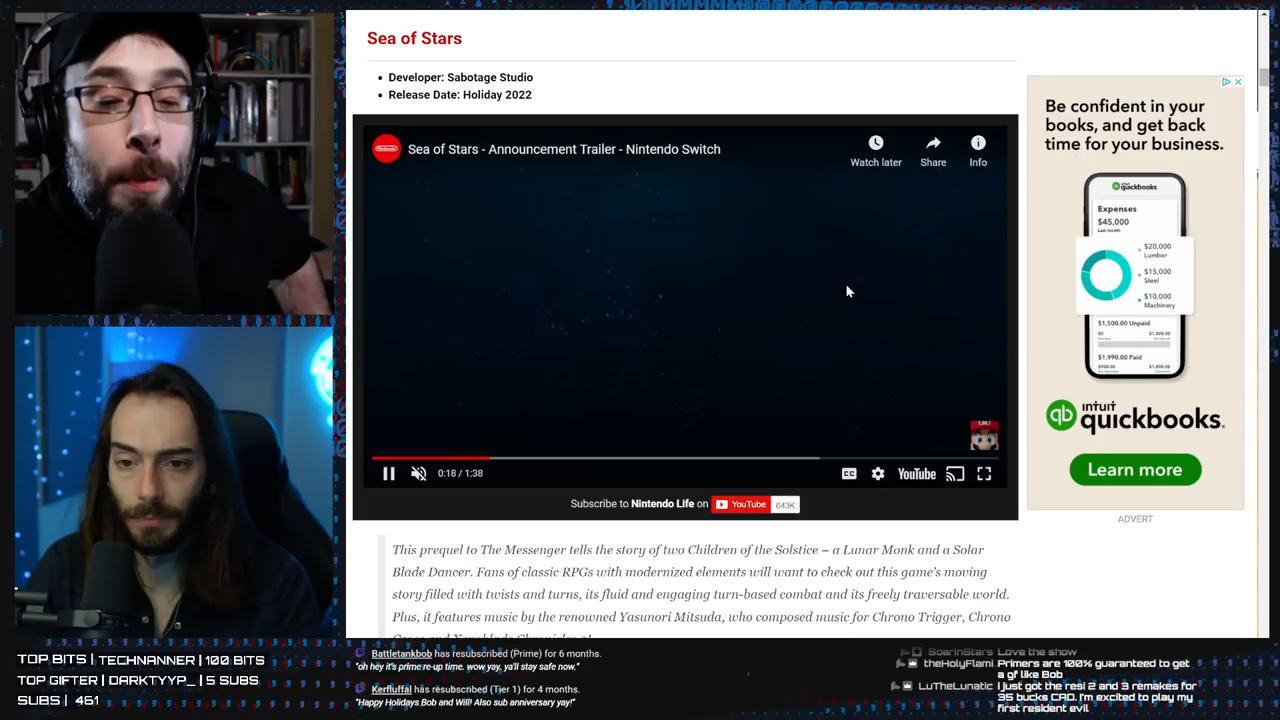 Sea of Stars
Developer: Sabotage Studio
Release Date: Holiday 2022
Sea of Stars - Announcement Trailer - Nintendo Switch
Watch later
Share
Info
0:18 / 1:38
CC
YouTube
Subscribe to Nintendo Life on YouTube 643K
This prequel to The Messenger tells the story of two Children of the Solstice – a Lunar Monk and a Solar
Blade Dancer. Fans of classic RPGs with modernized elements will want to check out this game's moving
story filled with twists and turns, its fluid and engaging turn-based combat and its freely traversable world.
Plus, it features music by the renowned Yasunori Mitsuda, who composed music for Chrono Trigger, Chrono
Be confident in your
books, and get back
time for your business.
intuit
quickbooks
Expenses
$45,000
Last month
$20,000
Lumber
$15,000
Steel
$10,000
Machinery
$1,500.00 Unpaid
$1,990.00 Paid
intuit
quickbooks.
Learn more
ADVERT
TOP BITS | TECHNANNER | 100 BITS
TOP GIFTER | DARKTYYP_ | 5 SUBS
SUBS | 461
Battletankbob has resubscribed (Prime) for 6 months.
"oh hey it's prime re-up time. wow yay, ya'll stay safe now."
Kerfluffal has resubscribed (Tier 1) for 4 months.
"Happy Holidays Bob and Will! Also sub anniversary yay!"
SoarinStars Love the show
theHolyFlami Primers are 100% guaranteed to get
a gf like Bob
LuTheLunatic I just got the resi 2 and 3 remakes for
35 bucks CAD. I'm excited to play my
first resident evil